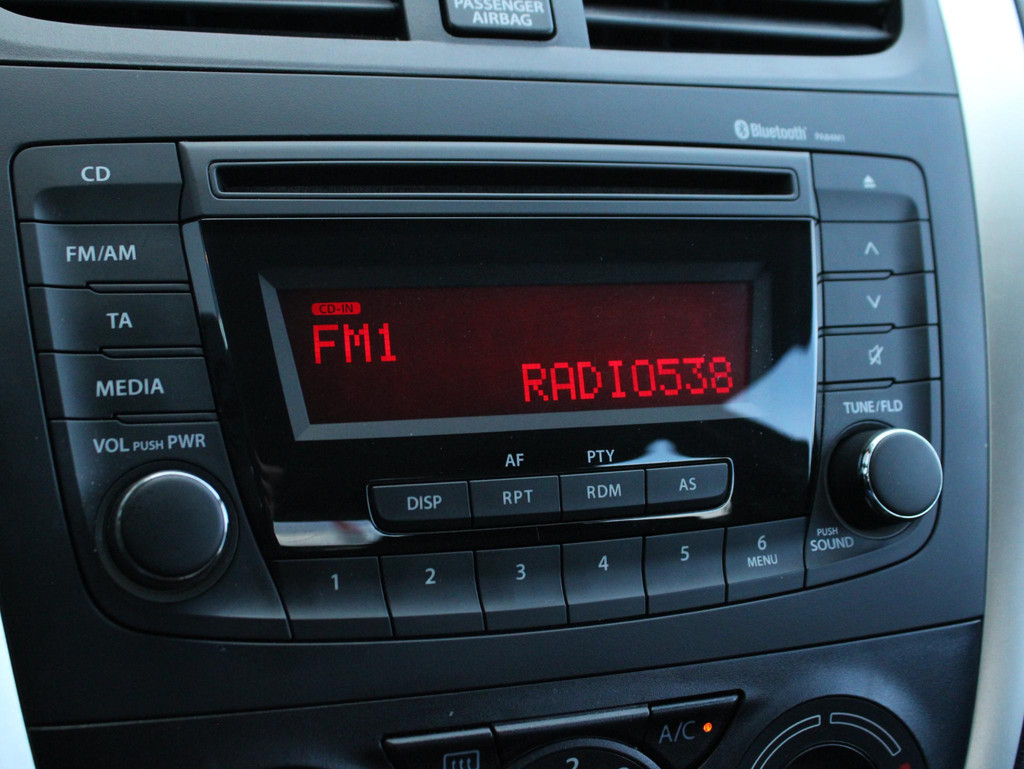 PASSENGER
AIRBAG
Bluetooth
CD
FM/AM
TA
MEDIA
VOL PUSH PWR
CD-IN
FM1
RADIO538
TUNE/FLD
AF PTY
DISP RPT RDM AS
PUSH
SOUND
1 2 3 4 5 6
MENU
A/C
2